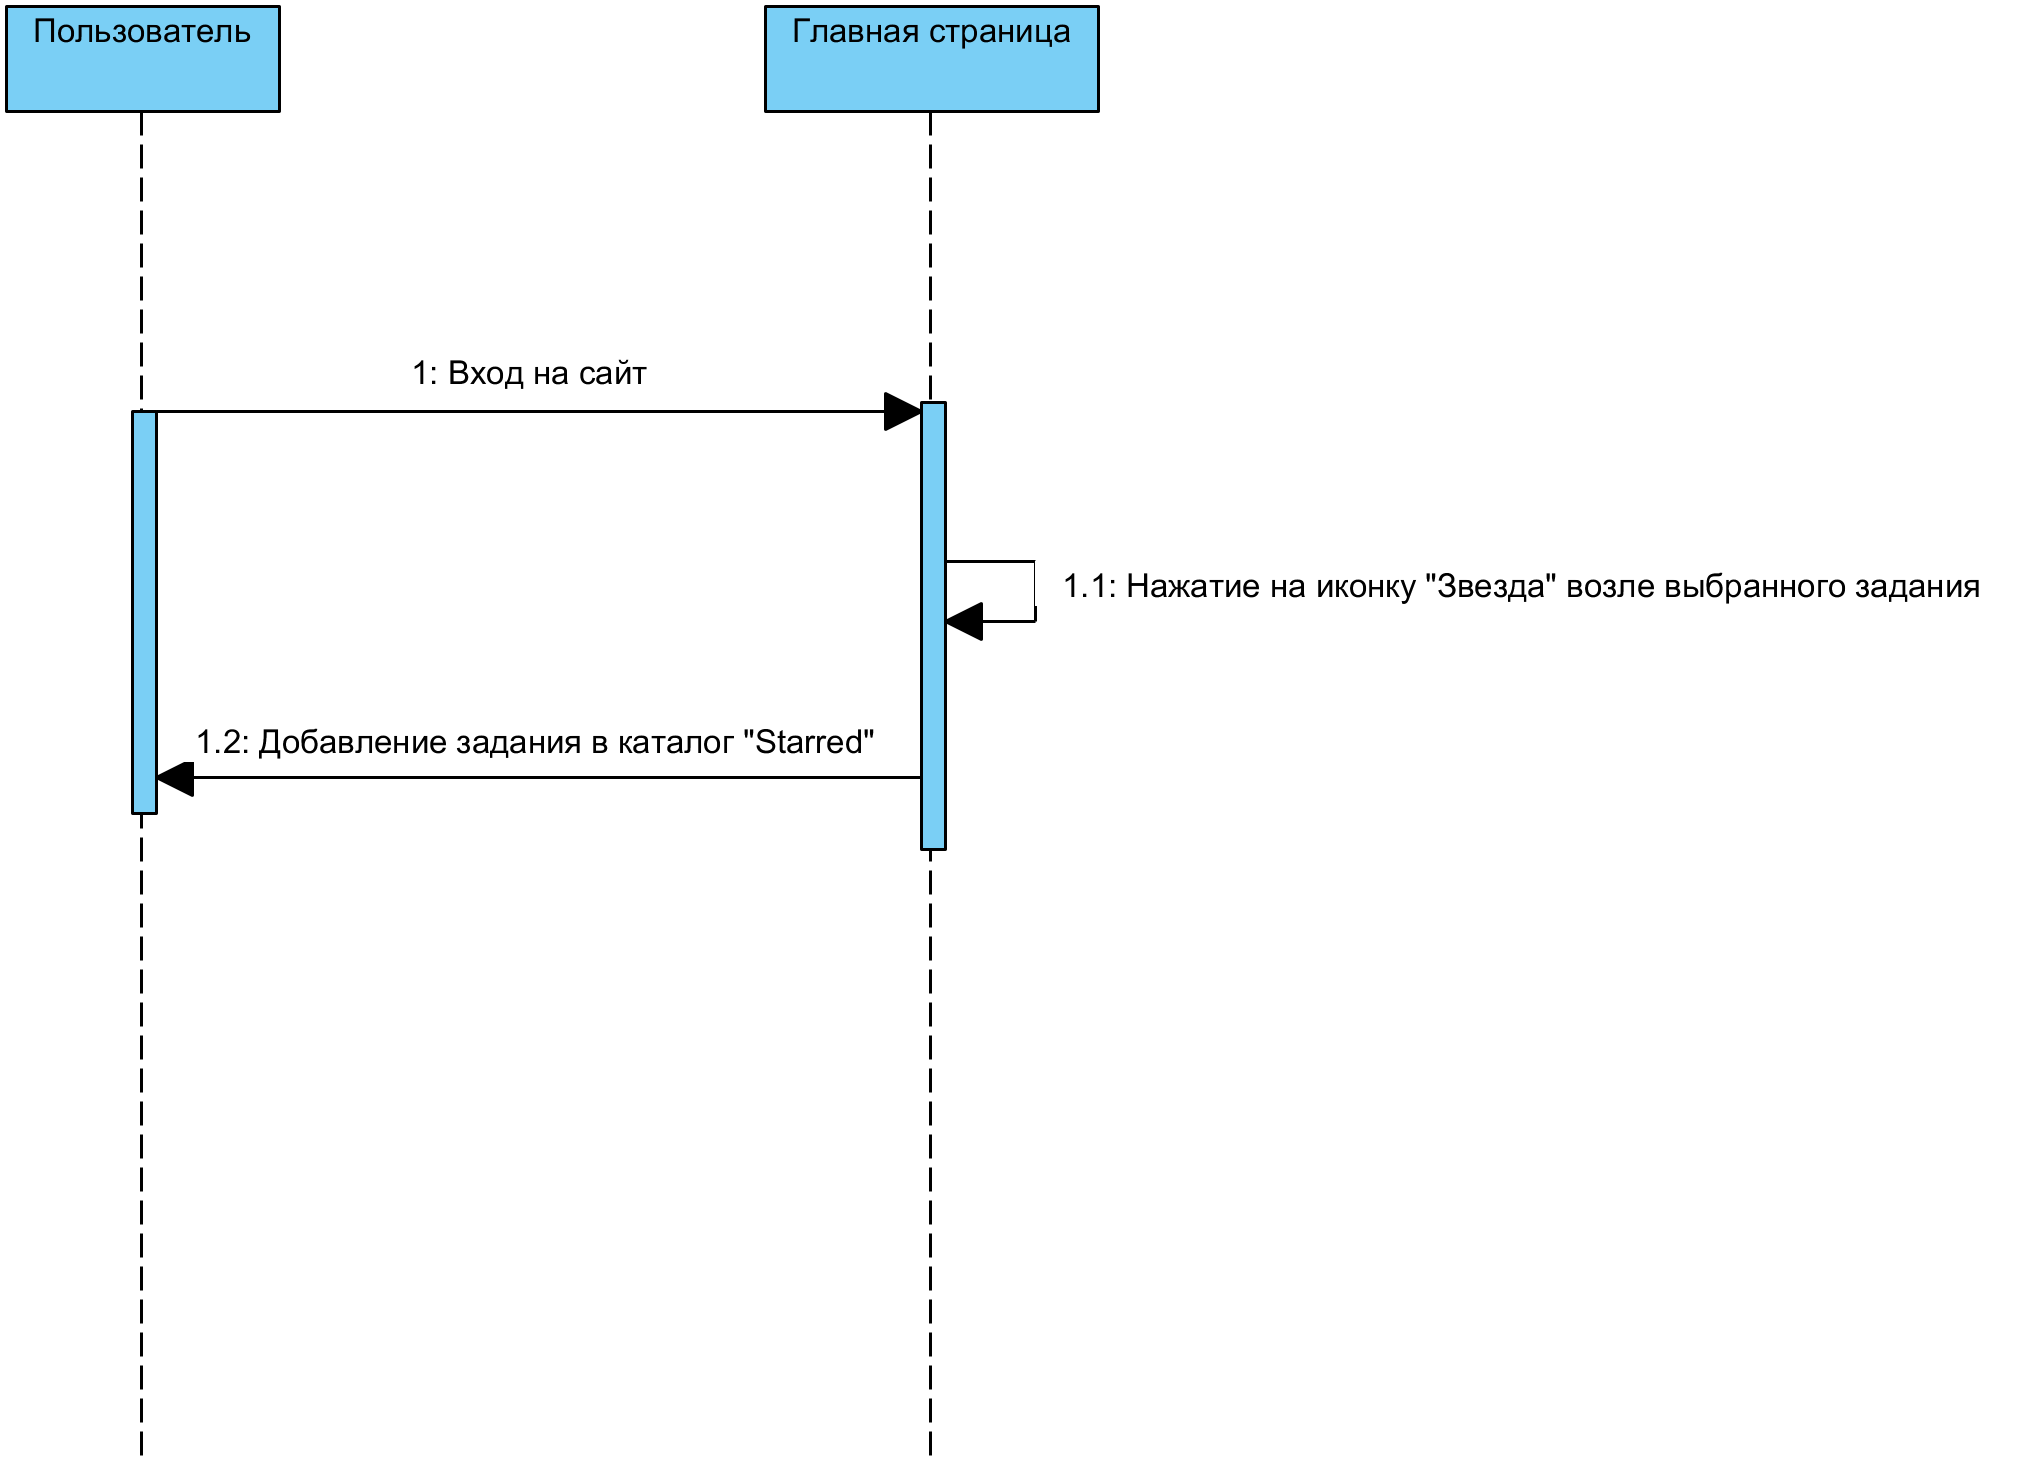 Пользователь
Главная страница
1: Вход на сайт
1.1: Нажатие на иконку "Звезда" возле выбранного задания
1.2: Добавление задания в каталог "Starred"